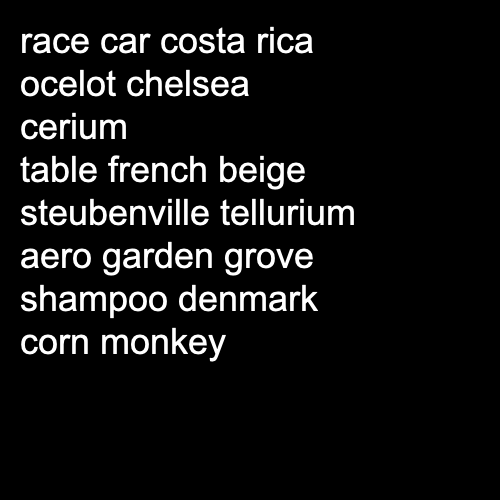 race car costa rica
ocelot chelsea
cerium
table french beige
steubenville tellurium
aero garden grove
shampoo denmark
corn monkey